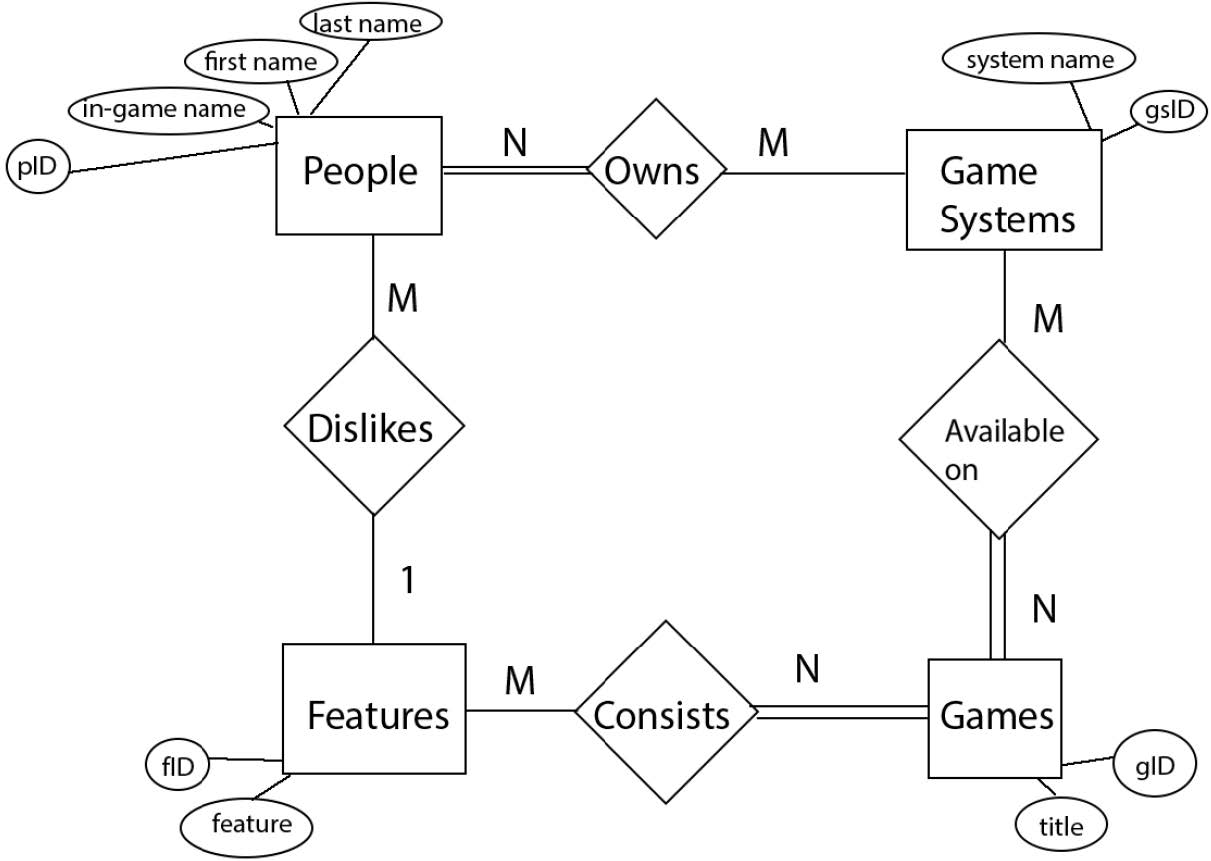 last name
first name
in-game name
pID
People
N
Owns
M
system name
gsID
Game
Systems
M
Dislikes
1
M
Available
on
N
Features
M
Consists
N
Games
fID
feature
gID
title